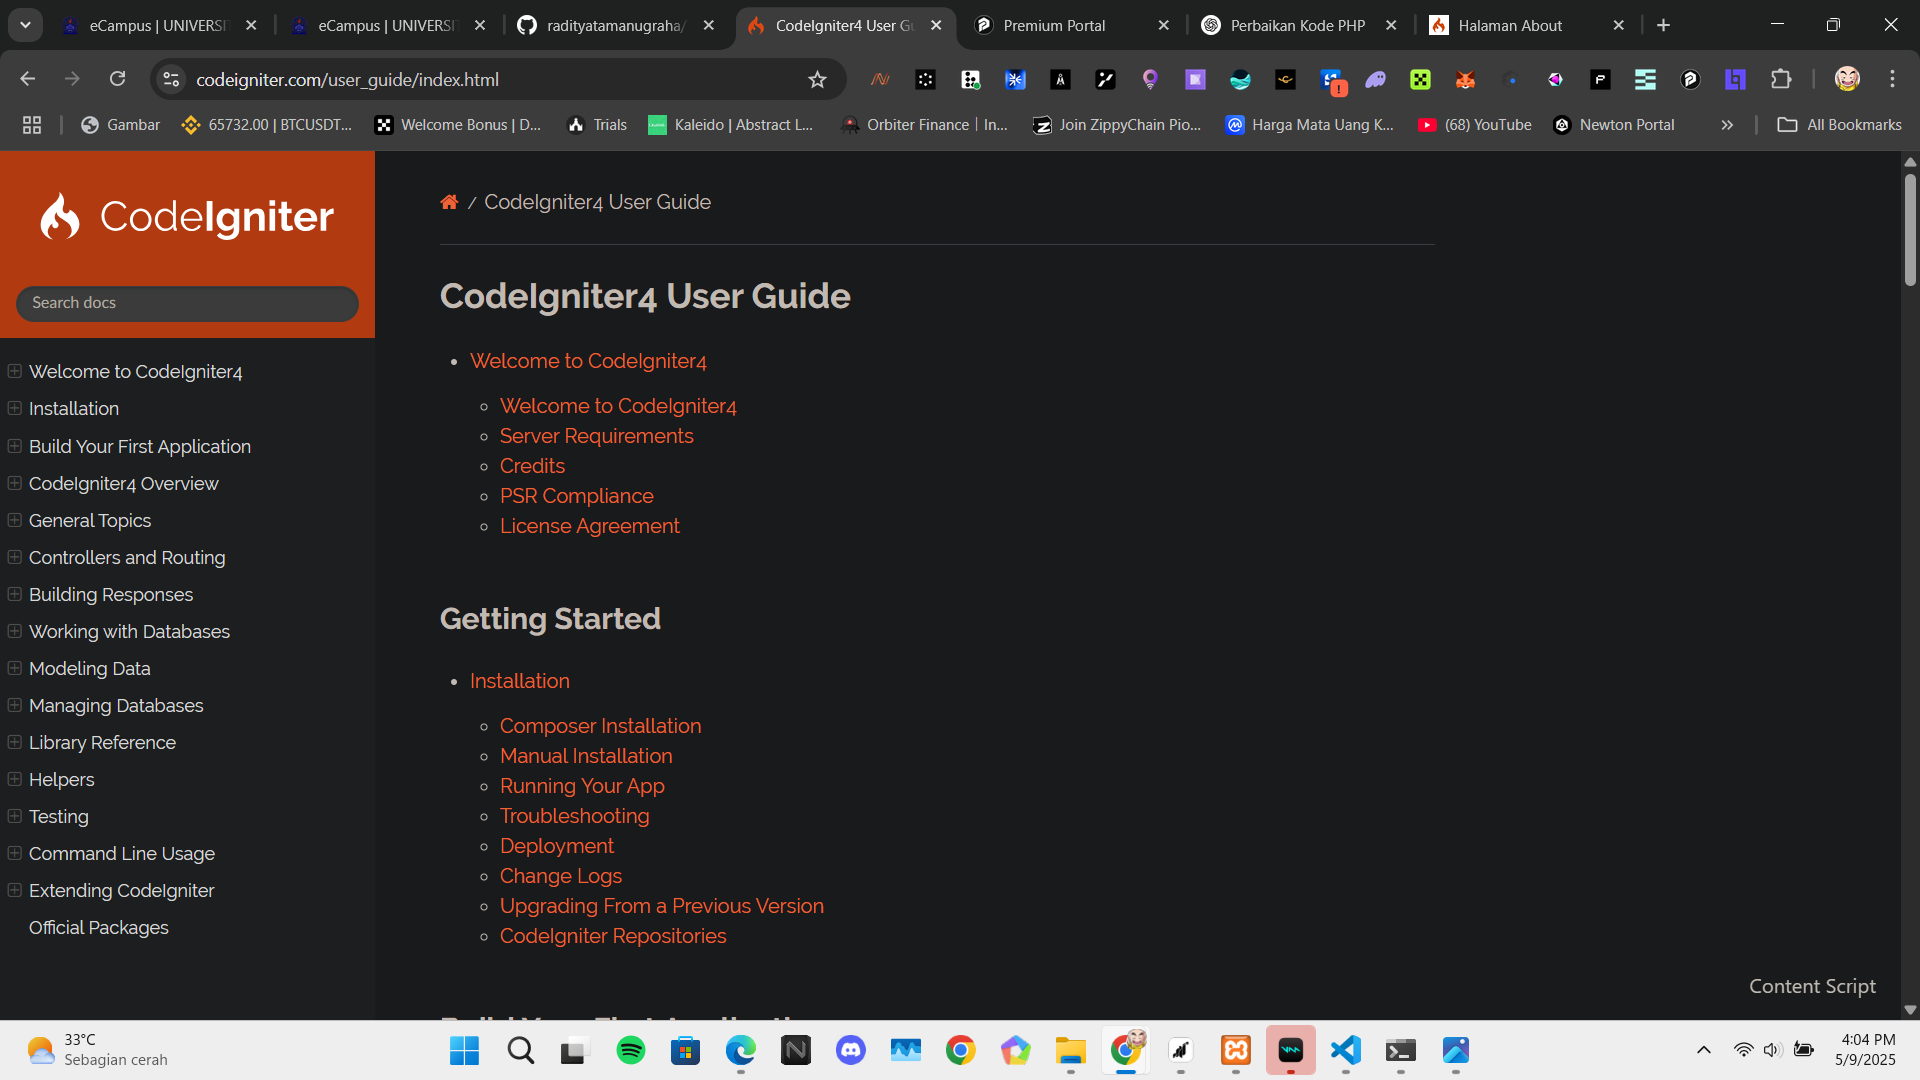 eCampus | UNIVERSI
eCampus | UNIVERSI
radityatamanugraha/
CodeIgniter4 User Gu
Premium Portal
Perbaikan Kode PHP
Halaman About
codeigniter.com/user_guide/index.html
Gambar
65732.00 | BTCUSDT...
Welcome Bonus | D...
Trials
Kaleido | Abstract L...
Orbiter Finance | In...
Join ZippyChain Pio...
Harga Mata Uang K...
(68) YouTube
Newton Portal
All Bookmarks
CodeIgniter
Search docs
Welcome to CodeIgniter4
Installation
Build Your First Application
CodeIgniter4 Overview
General Topics
Controllers and Routing
Building Responses
Working with Databases
Modeling Data
Managing Databases
Library Reference
Helpers
Testing
Command Line Usage
Extending CodeIgniter
Official Packages
/ CodeIgniter4 User Guide
CodeIgniter4 User Guide
Welcome to CodeIgniter4
Welcome to CodeIgniter4
Server Requirements
Credits
PSR Compliance
License Agreement
Getting Started
Installation
Composer Installation
Manual Installation
Running Your App
Troubleshooting
Deployment
Change Logs
Upgrading From a Previous Version
CodeIgniter Repositories
Build Your First Application
Content Script
33°C
Sebagian cerah
4:04 PM
5/9/2025